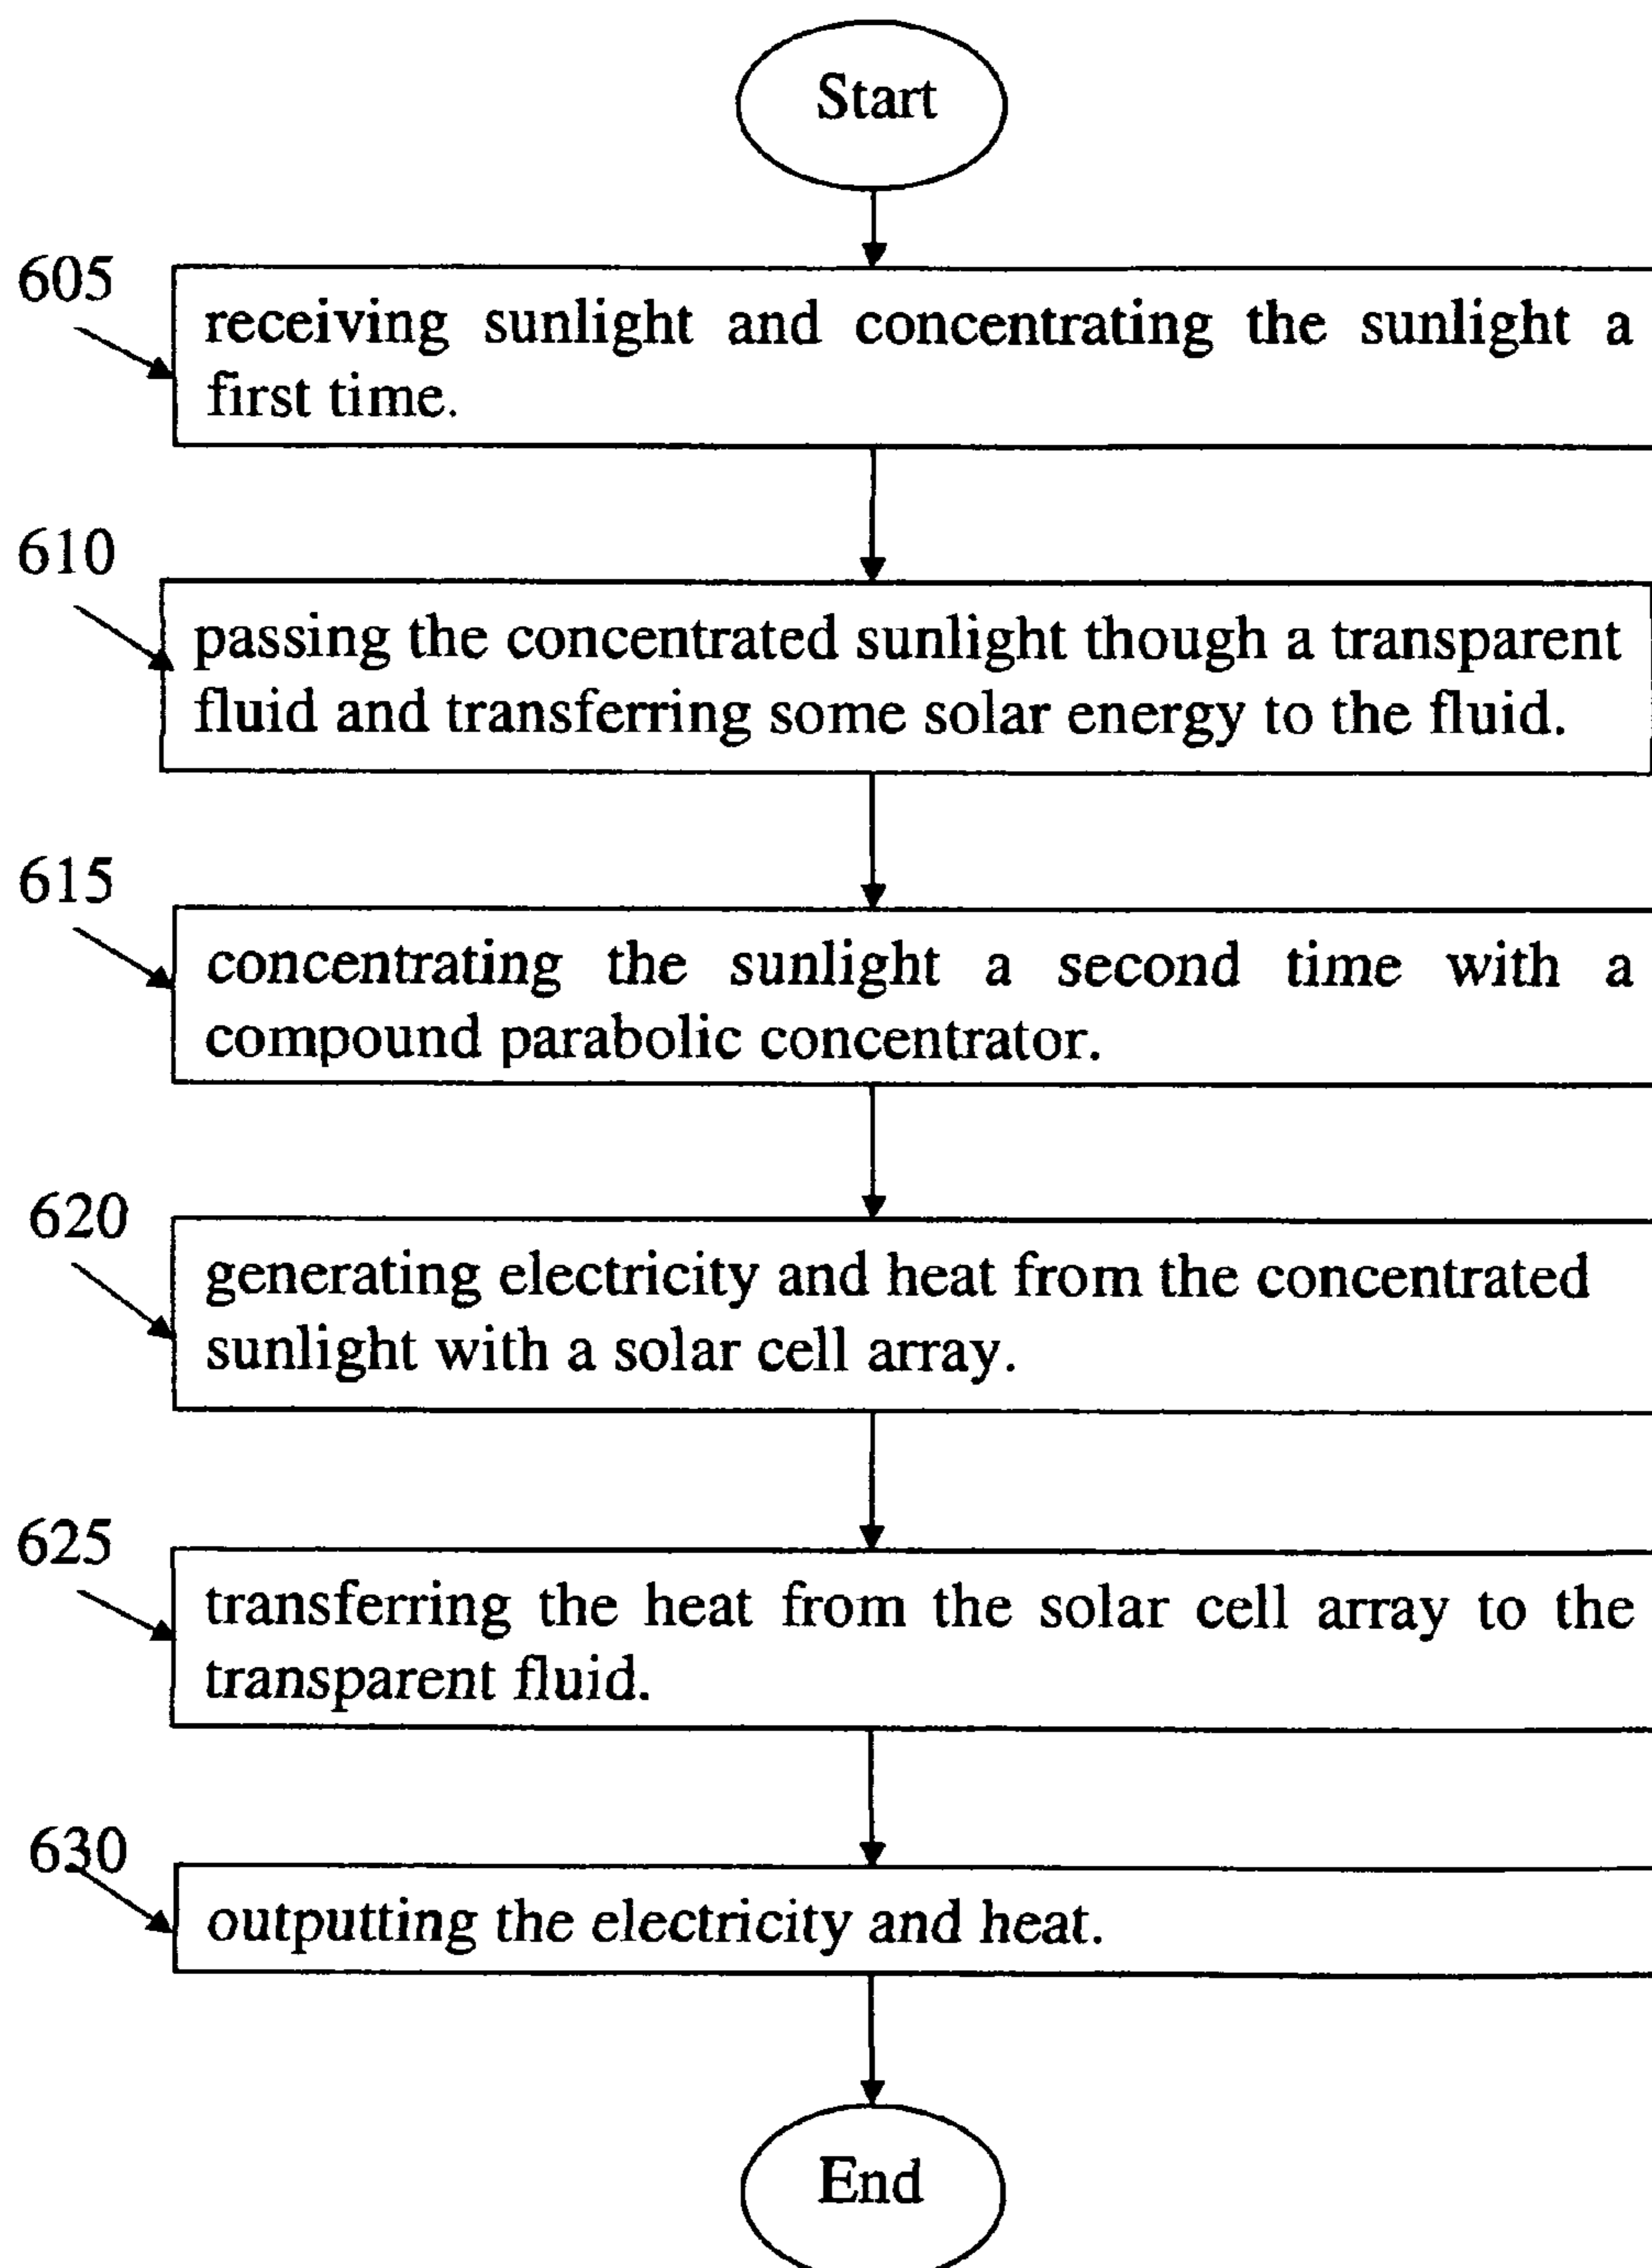 Start
605
receiving sunlight and concentrating the sunlight a
first time.
610
passing the concentrated sunlight though a transparent
fluid and transferring some solar energy to the fluid.
615
concentrating the sunlight a second time with a
compound parabolic concentrator.
620
generating electricity and heat from the concentrated
sunlight with a solar cell array.
625
transferring the heat from the solar cell array to the
transparent fluid.
630
outputting the electricity and heat.
End